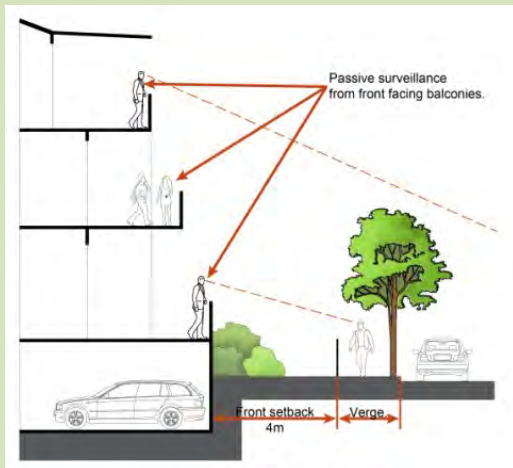 Passive surveillance
from front facing balconies.
Front setback
4m
Verge